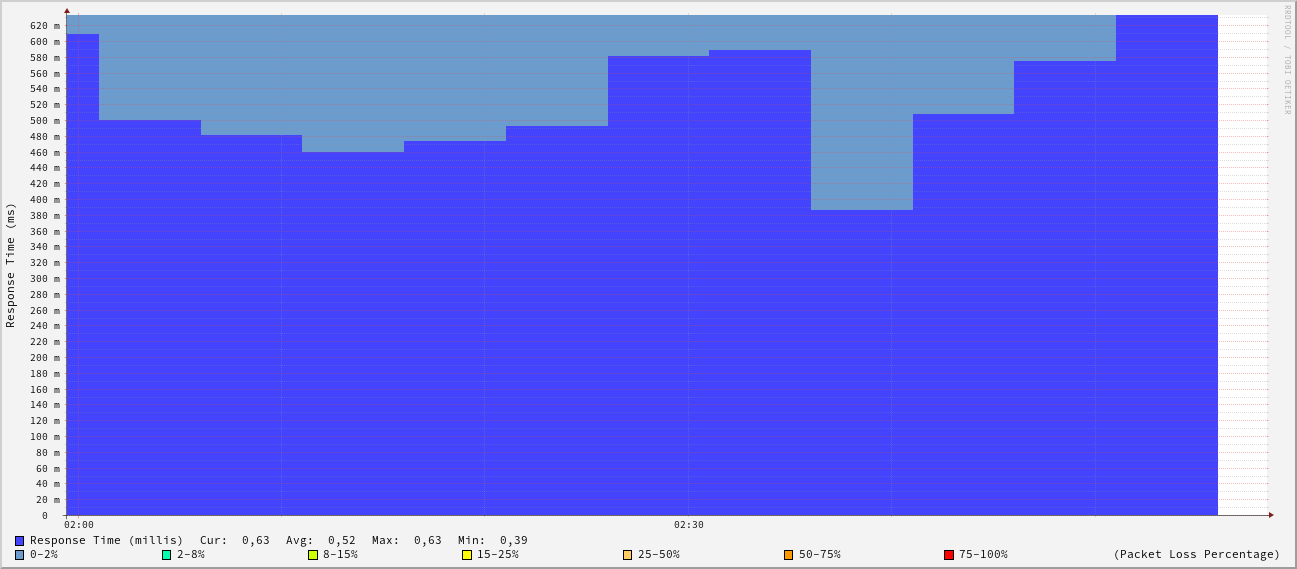 RRDTOOL / TOBI OETIKER
620 m
600 m
580 m
560 m
540 m
520 m
500 m
480 m
460 m
440 m
420 m
400 m
380 m
360 m
340 m
320 m
300 m
280 m
260 m
240 m
220 m
200 m
180 m
160 m
140 m
120 m
100 m
80 m
60 m
40 m
20 m
0
Response Time (ms)
02:00 02:30
Response Time (millis) Cur: 0,63 Avg: 0,52 Max: 0,63 Min: 0,39
0-2% 2-8% 8-15% 15-25% 25-50% 50-75% 75-100% (Packet Loss Percentage)